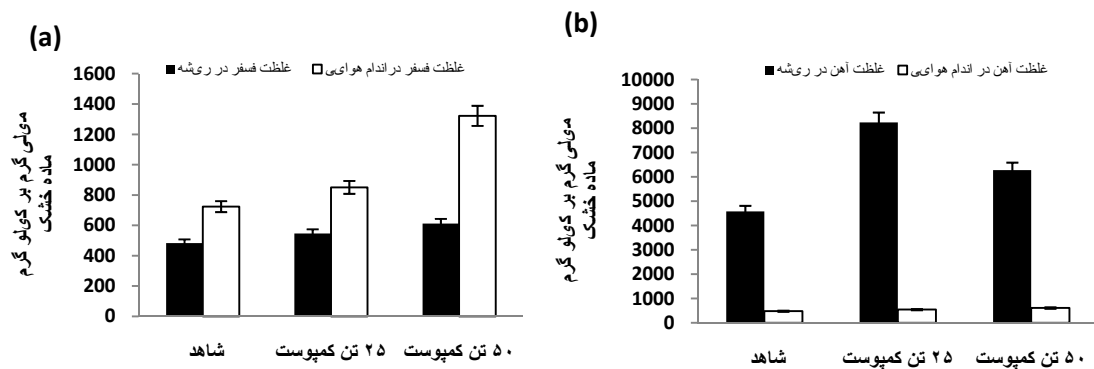 (a)
غلظت فسفر در ریشه
غلظت فسفر در اندام هوایی
1600
1400
1200
1000
800
600
400
200
0
میلی گرم بر کیلو گرم
ماده خشک
شاهد
۲۵ تن کمپوست
۵۰ تن کمپوست
(b)
غلظت آهن در ریشه
غلظت آهن در اندام هوایی
10000
9000
8000
7000
6000
5000
4000
3000
2000
1000
0
میلی گرم بر کیلو گرم
ماده خشک
شاهد
۲۵ تن کمپوست
۵۰ تن کمپوست